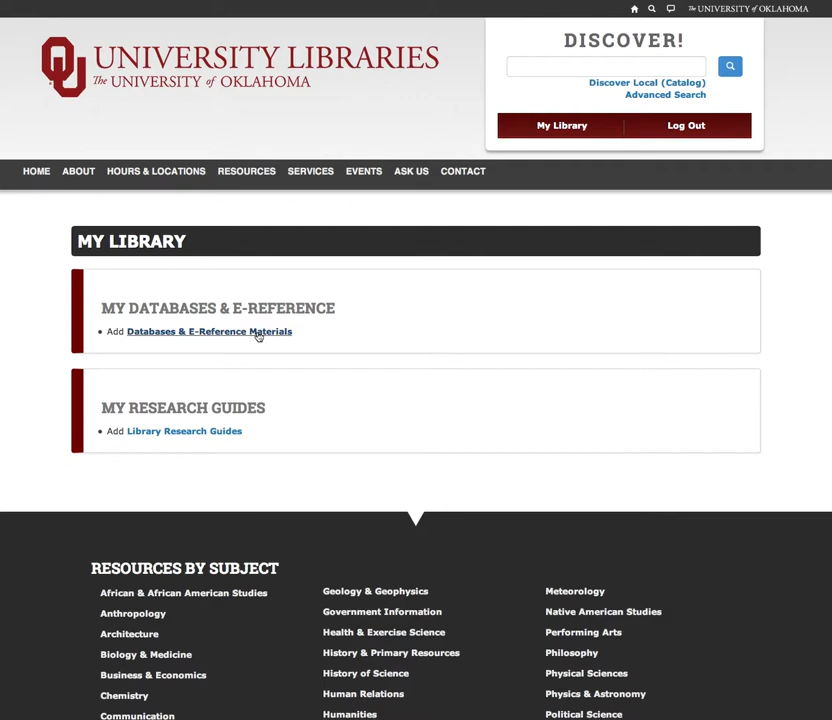 The UNIVERSITY of OKLAHOMA
OU UNIVERSITY LIBRARIES
The UNIVERSITY of OKLAHOMA
DISCOVER!
Discover Local (Catalog)
Advanced Search
My Library
Log Out
HOME ABOUT HOURS & LOCATIONS RESOURCES SERVICES EVENTS ASK US CONTACT
MY LIBRARY
MY DATABASES & E-REFERENCE
• Add Databases & E-Reference Materials
MY RESEARCH GUIDES
• Add Library Research Guides
RESOURCES BY SUBJECT
African & African American Studies
Anthropology
Architecture
Biology & Medicine
Business & Economics
Chemistry
Communication
Geology & Geophysics
Government Information
Health & Exercise Science
History & Primary Resources
History of Science
Human Relations
Humanities
Meteorology
Native American Studies
Performing Arts
Philosophy
Physical Sciences
Physics & Astronomy
Political Science